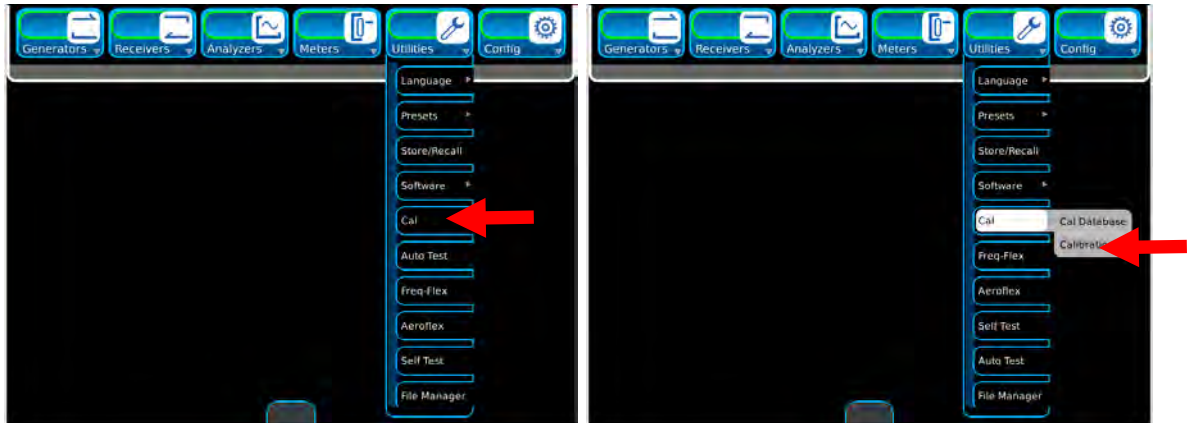 Generators Receivers Analyzers Meters Utilities Config
Language
Presets
Store/Recall
Software
Cal
Auto Test
Freq-Flex
Aeroflex
Self Test
File Manager
Generators Receivers Analyzers Meters Utilities Config
Language
Presets
Store/Recall
Software
Cal Cal Database
Freq-Flex
Aeroflex
Self Test
Auto Test
File Manager